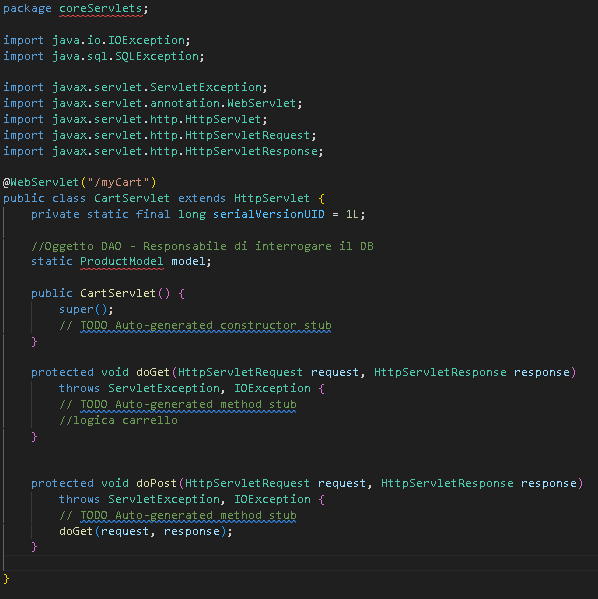 package coreServlets;
import java.io.IOException;
import java.sql.SQLException;
import javax.servlet.ServletException;
import javax.servlet.annotation.WebServlet;
import javax.servlet.http.HttpServlet;
import javax.servlet.http.HttpServletRequest;
import javax.servlet.http.HttpServletResponse;
@WebServlet("/myCart")
public class CartServlet extends HttpServlet {
private static final long serialVersionUID = 1L;
//Oggetto DAO - Responsabile di interrogare il DB
static ProductModel model;
public CartServlet() {
super();
// TODO Auto-generated constructor stub
}
protected void doGet(HttpServletRequest request, HttpServletResponse response)
throws ServletException, IOException {
// TODO Auto-generated method stub
//logica carrello
}
protected void doPost(HttpServletRequest request, HttpServletResponse response)
throws ServletException, IOException {
// TODO Auto-generated method stub
doGet(request, response);
}
}